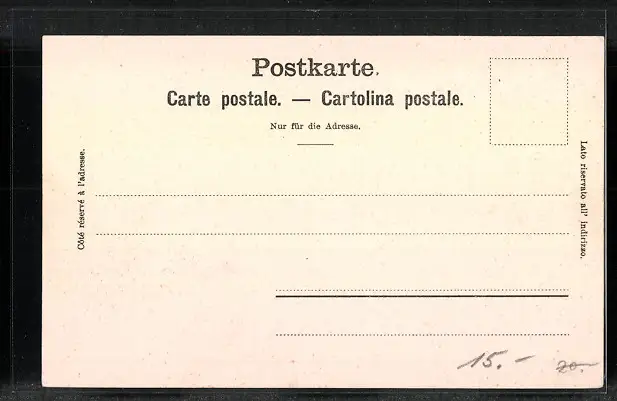 Postkarte.
Carte postale. — Cartolina postale.
Nur für die Adresse.
Côté réservé à l'adresse.
Lato riservato all' indirizzo.
15.-
20.-